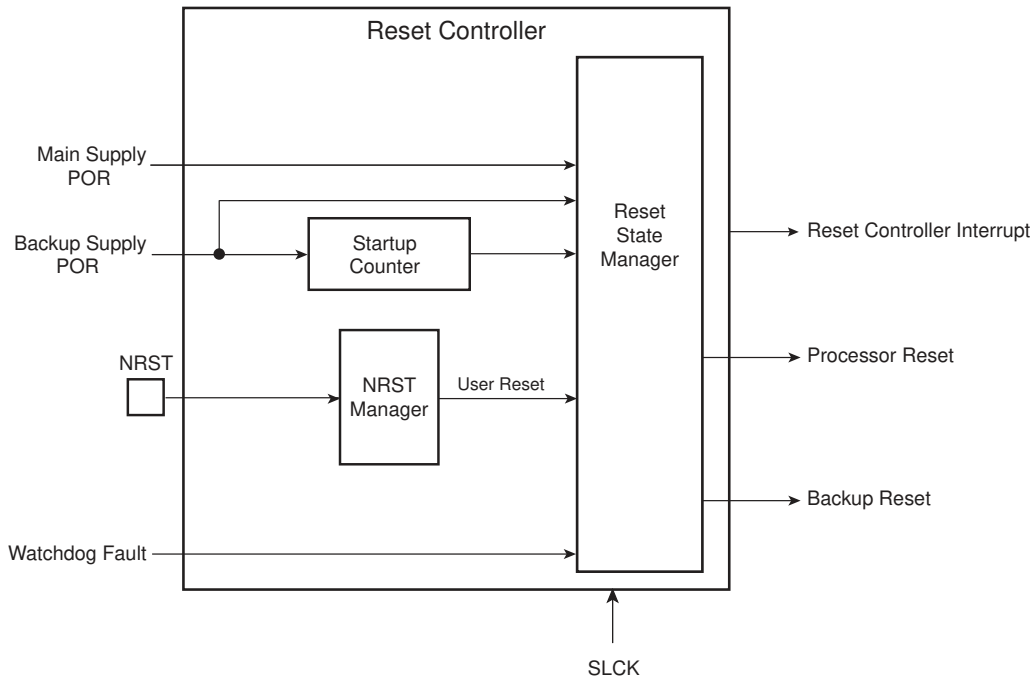 Reset Controller
Main Supply
POR
Backup Supply
POR
Startup
Counter
Reset
State
Manager
Reset Controller Interrupt
NRST
NRST
Manager
User Reset
Processor Reset
Backup Reset
Watchdog Fault
SLCK